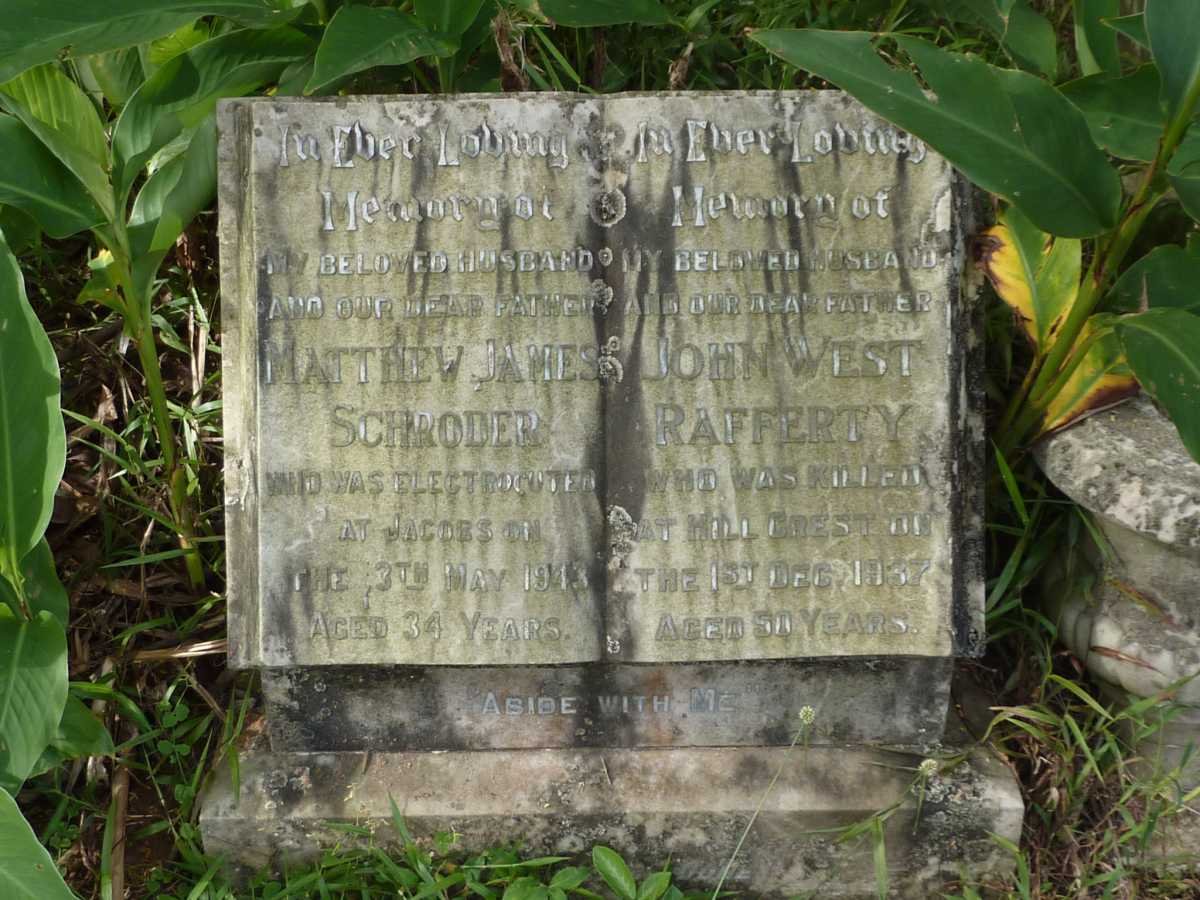 In Ever Loving
Memory of
MY BELOVED HUSBAND
AND OUR DEAR FATHER
MATTHEW JAMES
SCHRODER
WHO WAS ELECTROCUTED
AT JACOBS ON
THE MAY
AGED 34 YEARS.
In Ever Loving
Memory of
MY BELOVED HUSBAND
AND OUR DEAR FATHER
JOHN WEST
RAFFERTY
WHO WAS KILLED
AT HILL CREST ON
THE 1ST DEC. 1937
AGED 50 YEARS.
"ABIDE WITH ME"